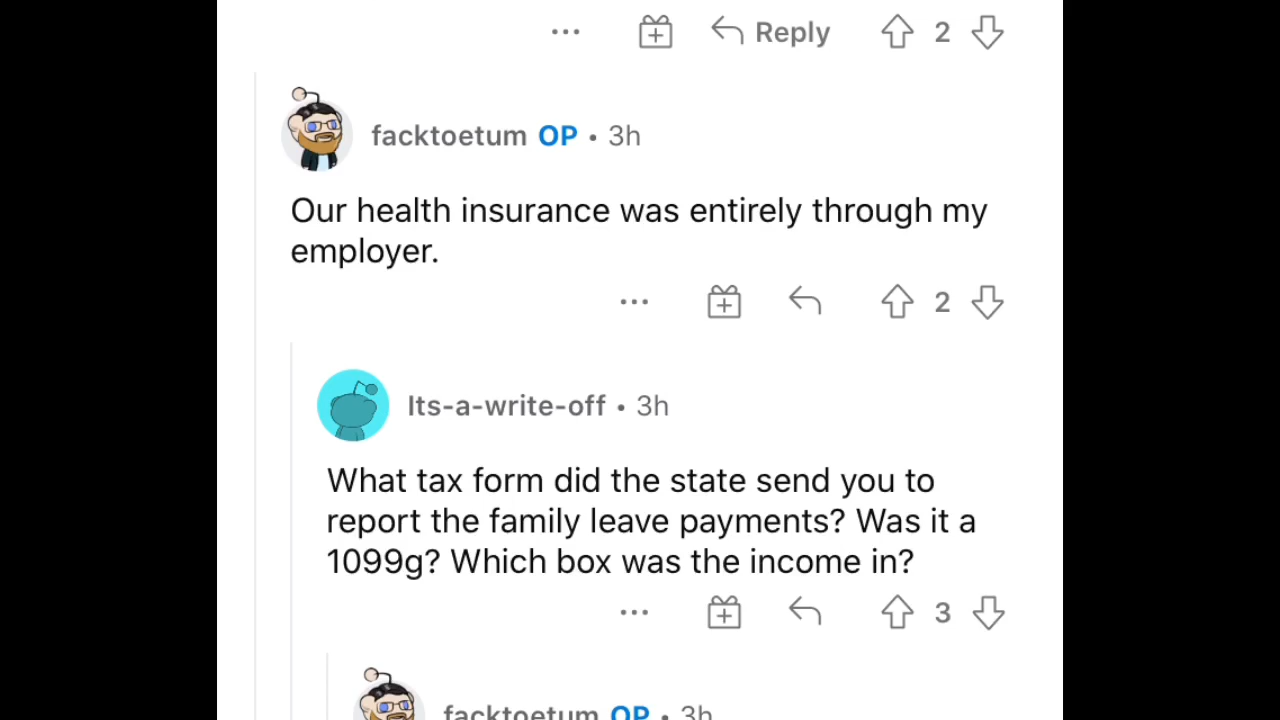 ... Reply 2
facktoetum OP • 3h
Our health insurance was entirely through my
employer.
... 2
Its-a-write-off • 3h
What tax form did the state send you to
report the family leave payments? Was it a
1099g? Which box was the income in?
... 3
facktoetum OP • 3h